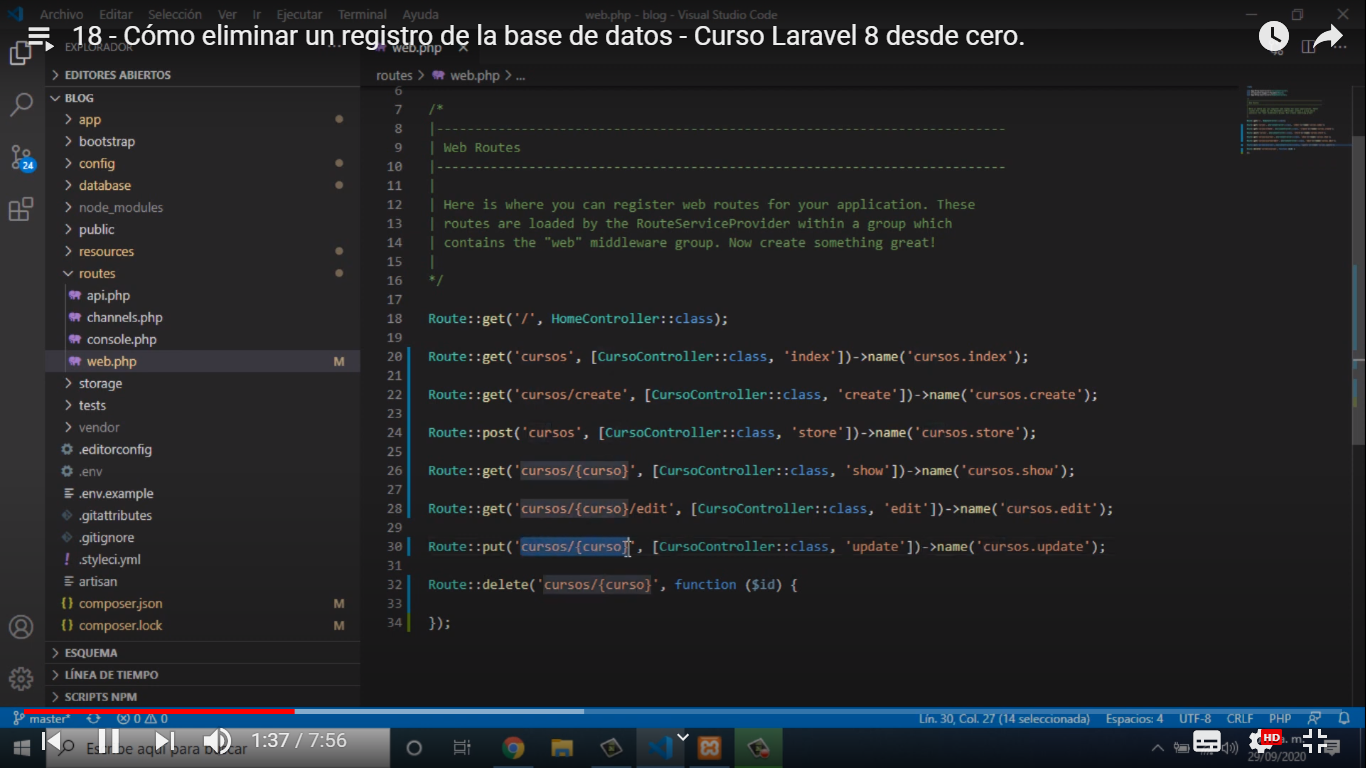 Archivo Editar Selección Ver Ir Ejecutar Terminal Ayuda
web.php - blog - Visual Studio Code
18 - Cómo eliminar un registro de la base de datos - Curso Laravel 8 desde cero.
EXPLORADOR
web.php
EDITORES ABIERTOS
BLOG
app
bootstrap
config
database
node_modules
public
resources
routes
api.php
channels.php
console.php
web.php M
storage
tests
vendor
.editorconfig
.env
.env.example
.gitattributes
.gitignore
.styleci.yml
artisan
composer.json M
composer.lock M
ESQUEMA
LÍNEA DE TIEMPO
SCRIPTS NPM
24
routes > web.php > ...
6
7 /*
8 |--------------------------------------------------------------------------
9 | Web Routes
10 |--------------------------------------------------------------------------
11 |
12 | Here is where you can register web routes for your application. These
13 | routes are loaded by the RouteServiceProvider within a group which
14 | contains the "web" middleware group. Now create something great!
15 |
16 */
17
18 Route::get('/', HomeController::class);
19
20 Route::get('cursos', [CursoController::class, 'index'])->name('cursos.index');
21
22 Route::get('cursos/create', [CursoController::class, 'create'])->name('cursos.create');
23
24 Route::post('cursos', [CursoController::class, 'store'])->name('cursos.store');
25
26 Route::get('cursos/{curso}', [CursoController::class, 'show'])->name('cursos.show');
27
28 Route::get('cursos/{curso}/edit', [CursoController::class, 'edit'])->name('cursos.edit');
29
30 Route::put('cursos/{curso}', [CursoController::class, 'update'])->name('cursos.update');
31
32 Route::delete('cursos/{curso}', function ($id) {
33
34 });
master* 0 0
Lín. 30, Col. 27 (14 seleccionada) Espacios: 4 UTF-8 CRLF PHP
1:37 / 7:56
Escribe aquí para buscar
HD
29/09/2020